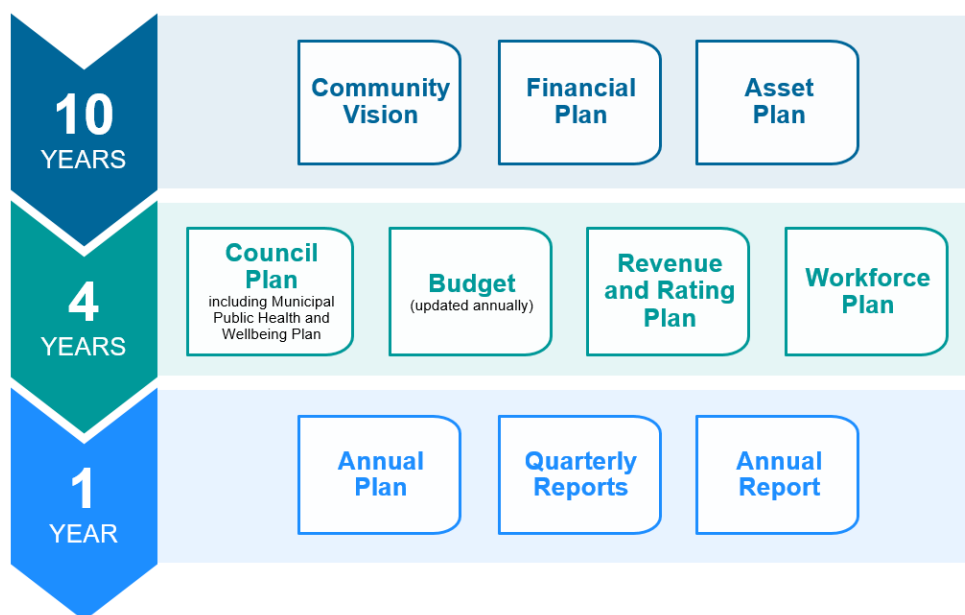 10
YEARS
Community
Vision
Financial
Plan
Asset
Plan
4
YEARS
Council
Plan
including Municipal
Public Health and
Wellbeing Plan
Budget
(updated annually)
Revenue
and Rating
Plan
Workforce
Plan
1
YEAR
Annual
Plan
Quarterly
Reports
Annual
Report